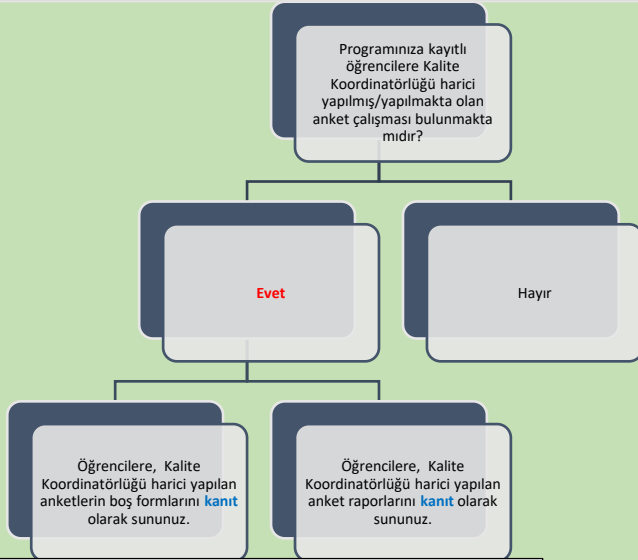 Programınıza kayıtlı
öğrencilere Kalite
Koordinatörlüğü harici
yapılmış/yapılmakta olan
anket çalışması bulunmakta
mıdır?
Evet
Hayır
Öğrencilere, Kalite
Koordinatörlüğü harici yapılan
anketlerin boş formlarını kanıt
olarak sununuz.
Öğrencilere, Kalite
Koordinatörlüğü harici yapılan
anket raporlarını kanıt olarak
sununuz.